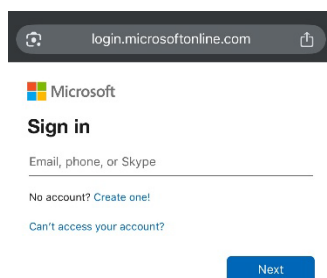 login.microsoftonline.com
Microsoft
Sign in
Email, phone, or Skype
No account? Create one!
Can't access your account?
Next